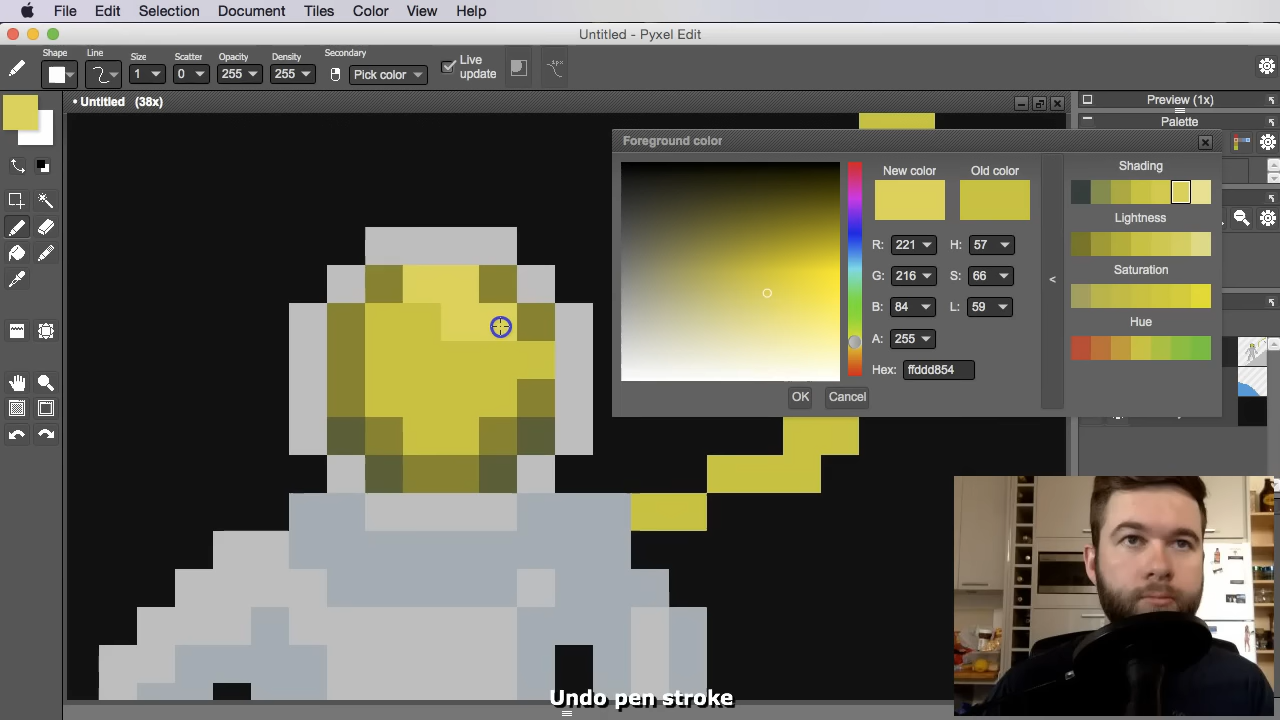 File Edit Selection Document Tiles Color View Help
Untitled - Pyxel Edit
Shape Line Size Scatter Opacity Density Secondary
1 0 255 255 Pick color Live update
• Untitled (38x)
Preview (1x)
Palette
Foreground color
New color Old color
R: 221 H: 57
G: 216 S: 66
B: 84 L: 59
A: 255
Hex: ffddd854
OK Cancel
<
Shading
Lightness
Saturation
Hue
Undo pen stroke